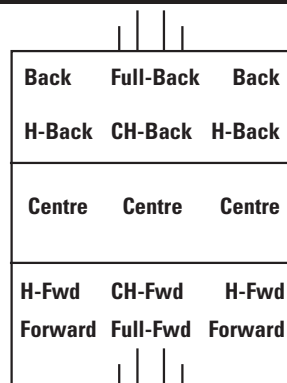 Back Full-Back Back
H-Back CH-Back H-Back
Centre Centre Centre
H-Fwd CH-Fwd H-Fwd
Forward Full-Fwd Forward